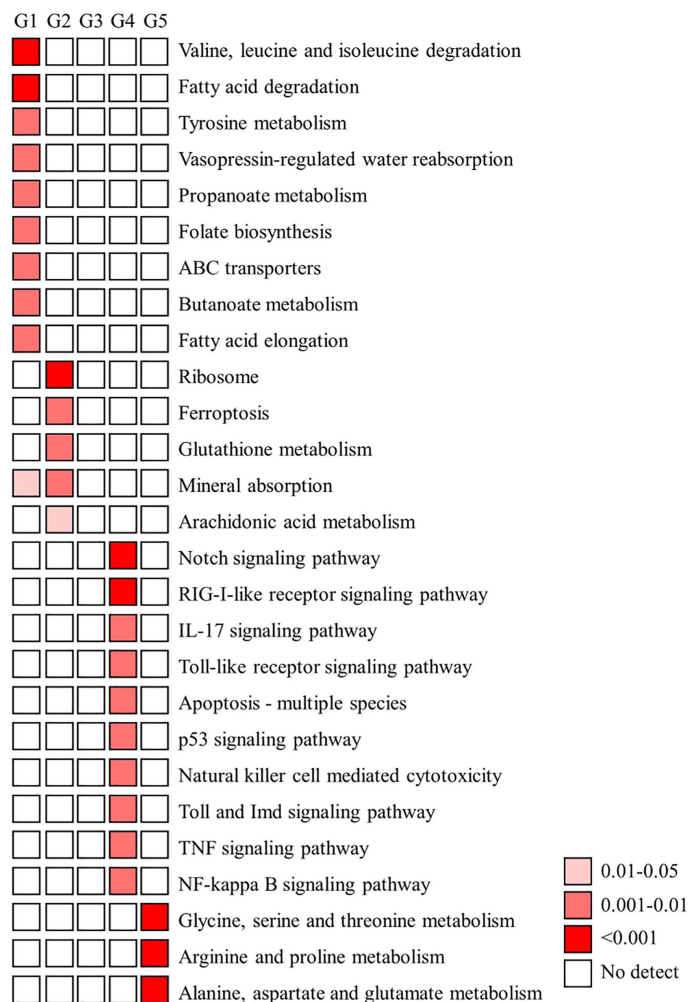 G1 G2 G3 G4 G5
Valine, leucine and isoleucine degradation
Fatty acid degradation
Tyrosine metabolism
Vasopressin-regulated water reabsorption
Propanoate metabolism
Folate biosynthesis
ABC transporters
Butanoate metabolism
Fatty acid elongation
Ribosome
Ferroptosis
Glutathione metabolism
Mineral absorption
Arachidonic acid metabolism
Notch signaling pathway
RIG-I-like receptor signaling pathway
IL-17 signaling pathway
Toll-like receptor signaling pathway
Apoptosis - multiple species
p53 signaling pathway
Natural killer cell mediated cytotoxicity
Toll and Imd signaling pathway
TNF signaling pathway
NF-kappa B signaling pathway
Glycine, serine and threonine metabolism
Arginine and proline metabolism
Alanine, aspartate and glutamate metabolism
0.01-0.05
0.001-0.01
<0.001
No detect